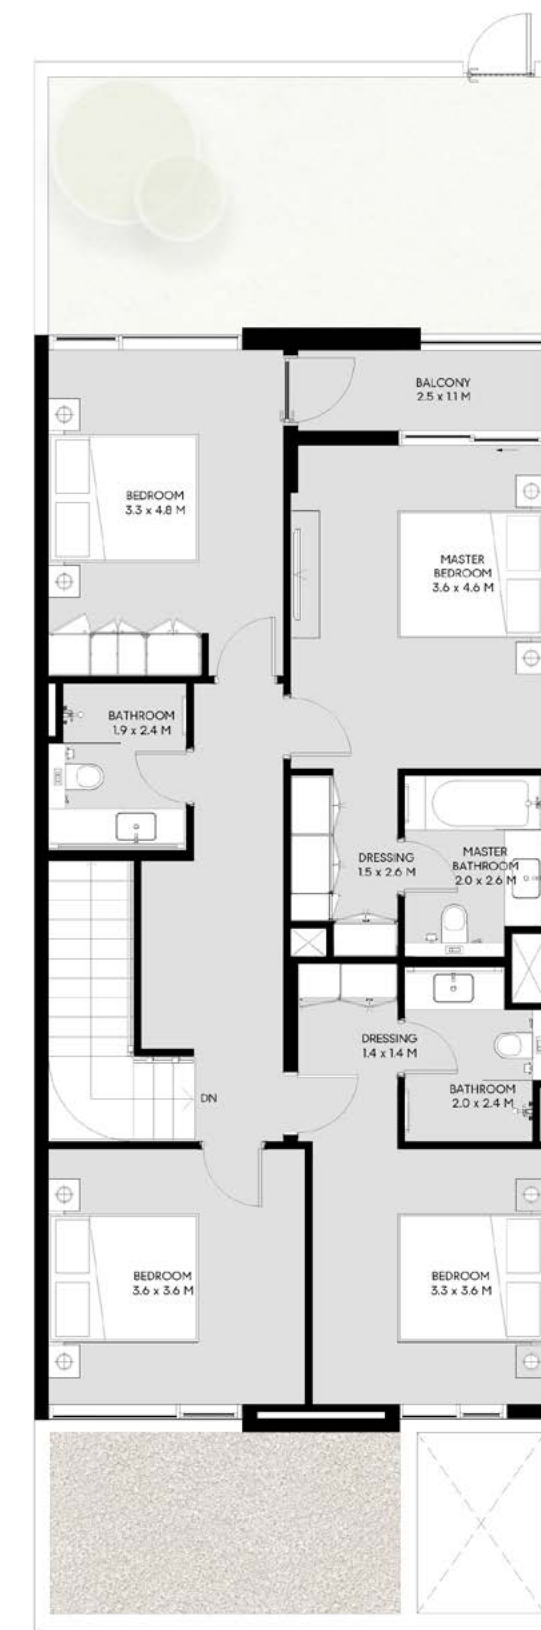 BALCONY
2.5 x 1.1 M
BEDROOM
3.3 x 4.8 M
MASTER
BEDROOM
3.6 x 4.6 M
BATHROOM
1.9 x 2.4 M
DRESSING
1.5 x 2.6 M
MASTER
BATHROOM
2.0 x 2.6 M
DRESSING
1.4 x 1.4 M
BATHROOM
2.0 x 2.4 M
DN
BEDROOM
3.6 x 3.6 M
BEDROOM
3.3 x 3.6 M